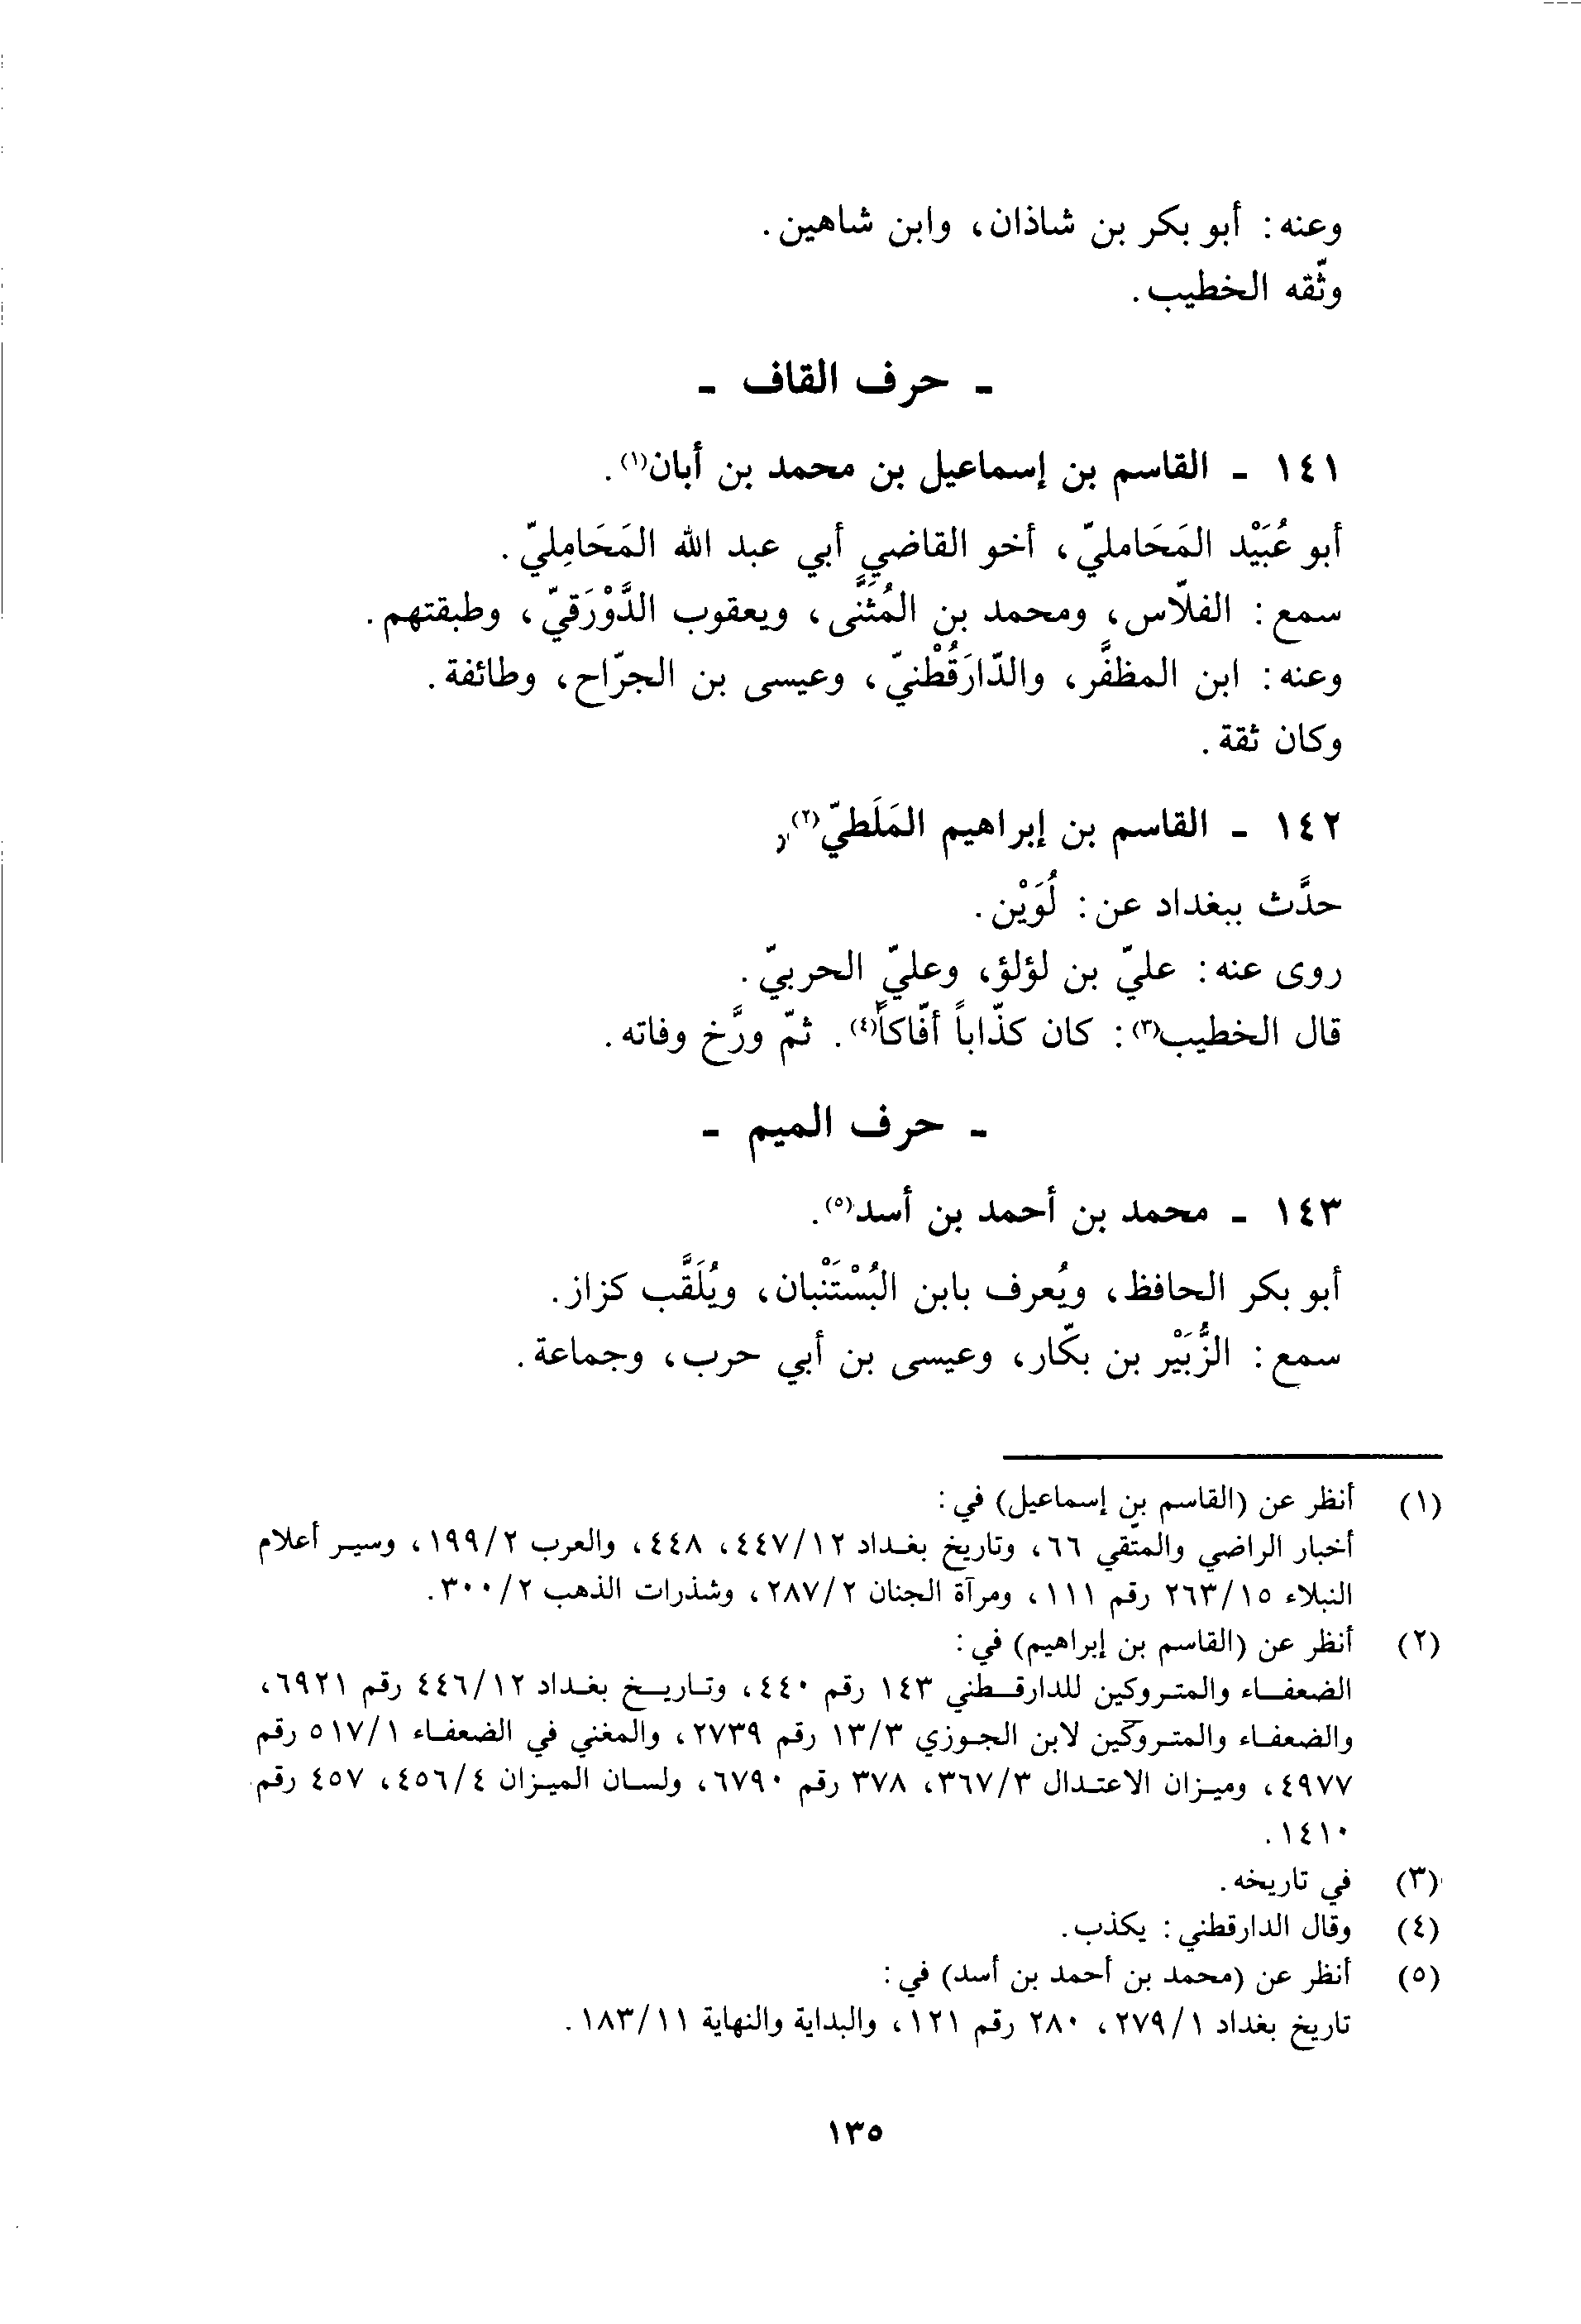 وعنه: أبو بكر بن شاذان، وابن شاهين.
وثّقه الخطيب.
ـ حرف القاف ـ
١٤١ ـ القاسم بن إسماعيل بن محمد بن أبان(١).
أبو عُبَيْد المَحَامليّ، أخو القاضي أبي عبد الله المَحَامِليّ.
سمع: الفلّاس، ومحمد بن المُثَنَّى، ويعقوب الدَّوْرَقيّ، وطبقتهم.
وعنه: ابن المظفَّر، والدّارَقُطْنيّ، وعيسى بن الجرّاح، وطائفة.
وكان ثقة.
١٤٢ ـ القاسم بن إبراهيم المَلَطيّ(٢).
حدَّث ببغداد عن: لُوَيْن.
روى عنه: عليّ بن لؤلؤ، وعليّ الحربيّ.
قال الخطيب(٣): كان كذّاباً أفّاكاً(٤). ثمّ ورَّخ وفاته.
ـ حرف الميم ـ
١٤٣ ـ محمد بن أحمد بن أسد(٥).
أبو بكر الحافظ، ويُعرف بابن البُسْتَنْبان، ويُلَقَّب كزاز.
سمع: الزُّبَيْر بن بكّار، وعيسى بن أبي حرب، وجماعة.
(١) أنظر عن (القاسم بن إسماعيل) في:
أخبار الراضي والمتّقي ٦٦، وتاريخ بغداد ٤٤٧/١٢، ٤٤٨، والعرب ١٩٩/٢، وسير أعلام
النبلاء ٢٦٣/١٥ رقم ١١١، ومرآة الجنان ٢٨٧/٢، وشذرات الذهب ٣٠٠/٢.
(٢) أنظر عن (القاسم بن إبراهيم) في:
الضعفاء والمتروكين للدارقطني ١٤٣ رقم ٤٤٠، وتاريخ بغداد ٤٤٦/١٢ رقم ٦٩٢١،
والضعفاء والمتروكين لابن الجوزي ١٣/٣ رقم ٢٧٣٩، والمغني في الضعفاء ٥١٧/١ رقم
٤٩٧٧، وميزان الاعتدال ٣٦٧/٣، ٣٧٨ رقم ٦٧٩٠، ولسان الميزان ٤٥٦/٤، ٤٥٧ رقم
١٤١٠.
(٣) في تاريخه.
(٤) وقال الدارقطني: يكذب.
(٥) أنظر عن (محمد بن أحمد بن أسد) في:
تاريخ بغداد ٢٧٩/١، ٢٨٠ رقم ١٢١، والبداية والنهاية ١٨٣/١١.
١٣٥